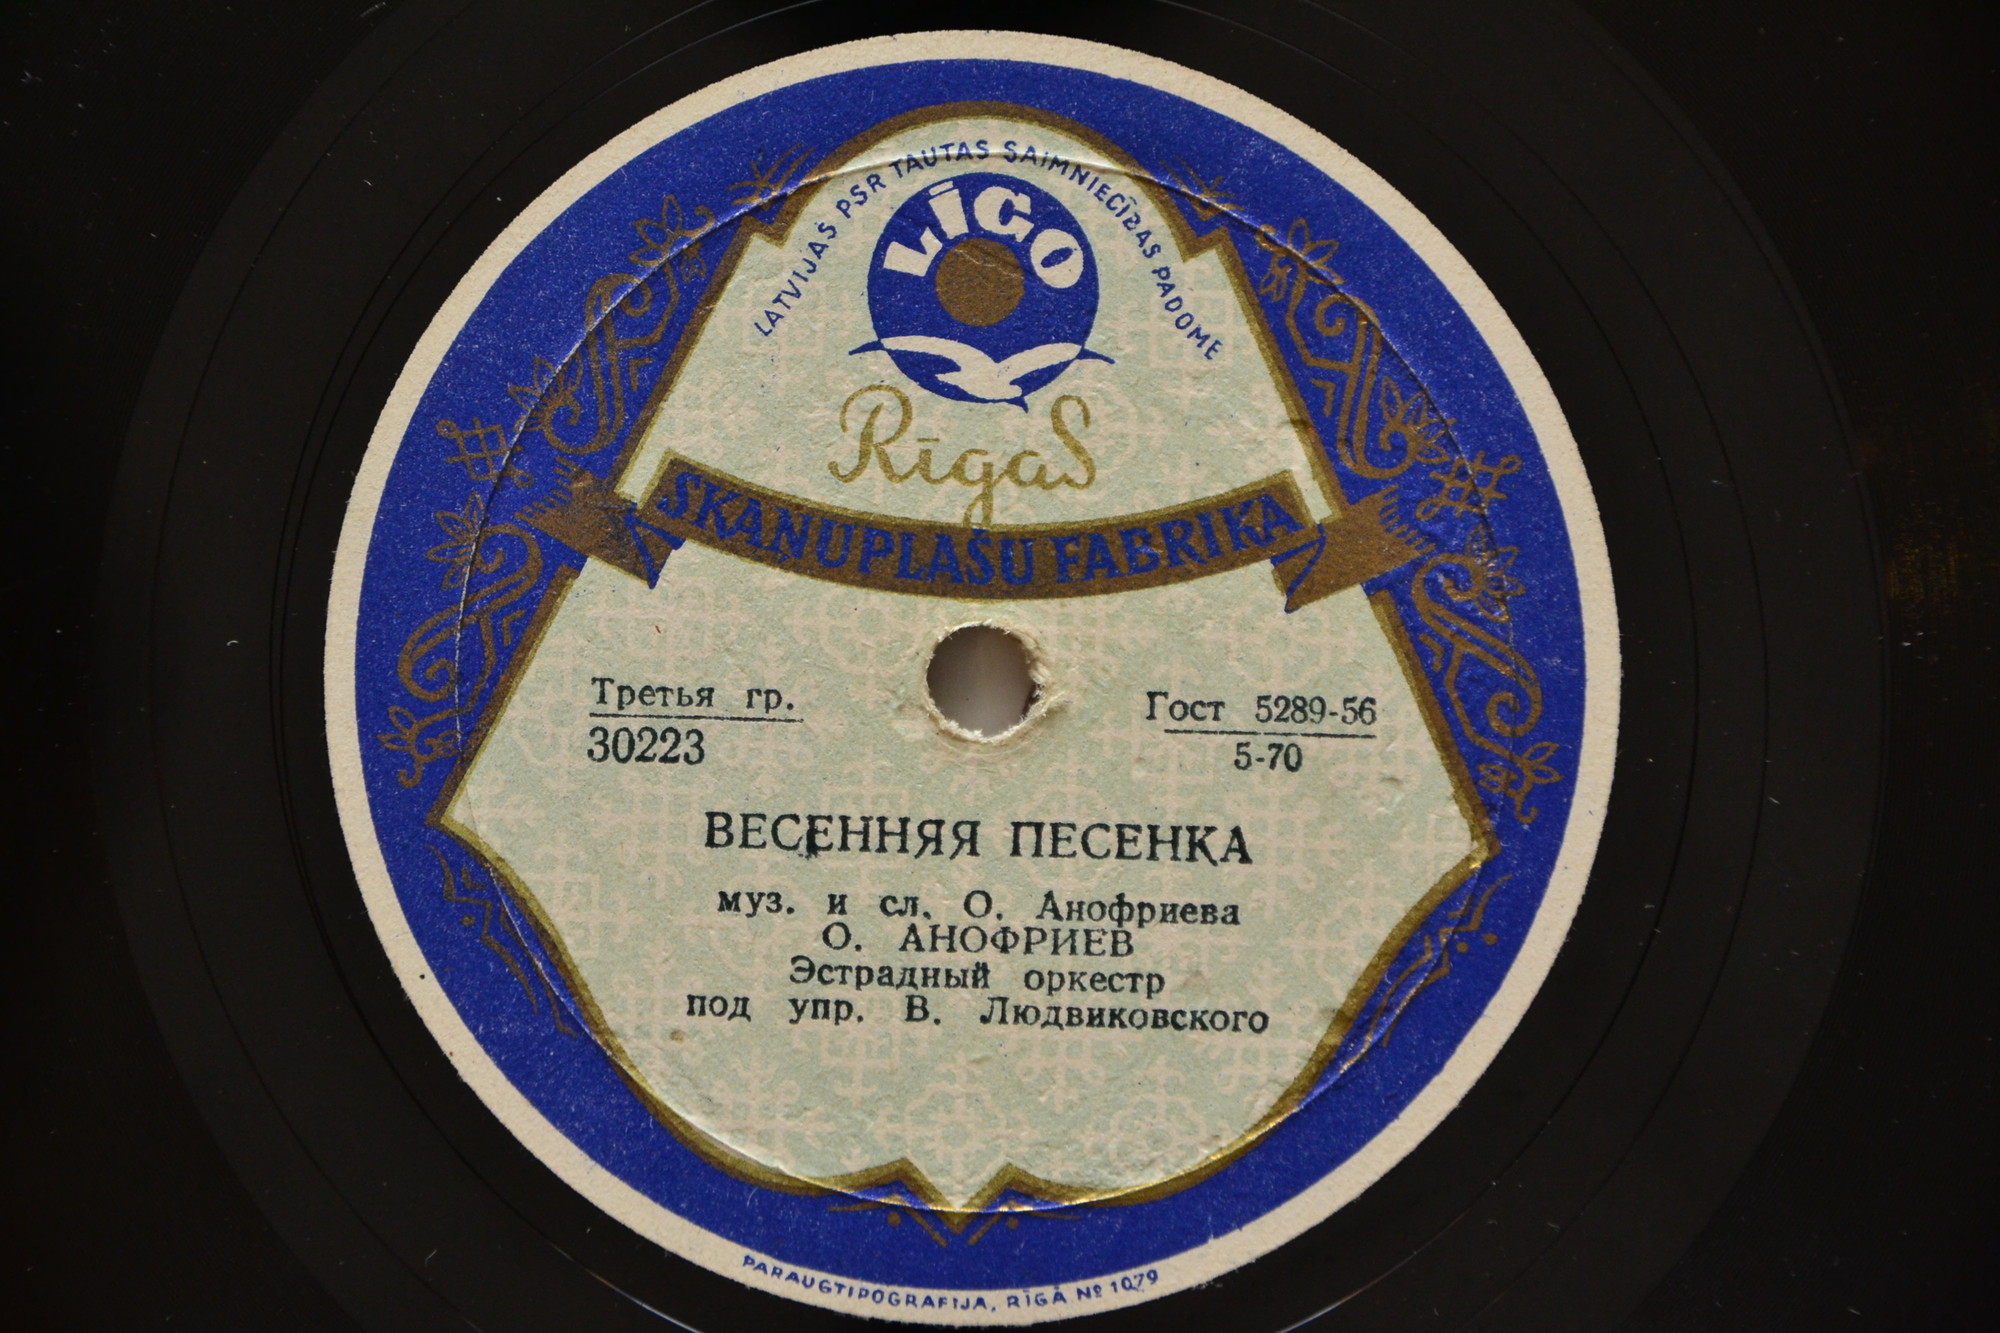 LATVIJAS PSR TAUTAS SAIMNIECĪBAS PADOME
LĪGO
Rīgas
SKAŅUPLAŠU FABRIKA
Третья гр.
30223
Гост 5289-56
5-70
ВЕСЕННЯЯ ПЕСЕНКА
муз. и сл. О. Анофриева
О. АНОФРИЕВ
Эстрадный оркестр
под упр. В. Людвиковского
PARAUGTIPOGRAFIJA, RĪGĀ № 1079